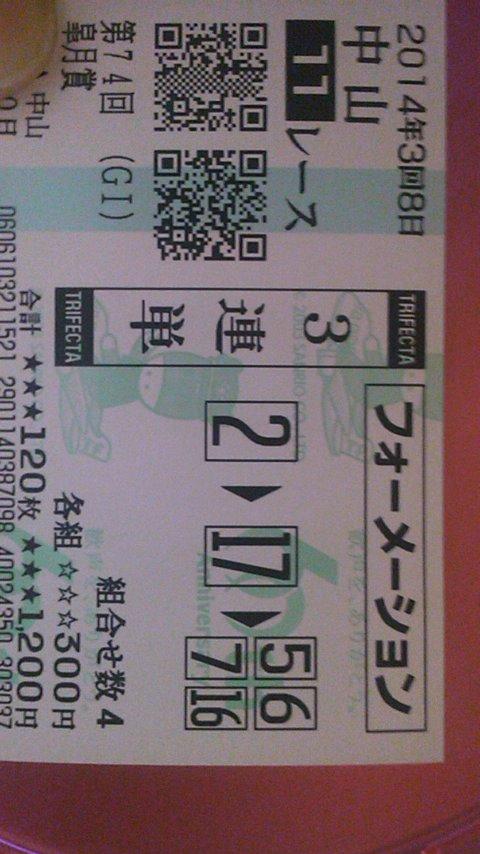 2014年3回8日
中山
11レース
第74回
皐月賞 (GI)
中山
TRIFECTA
3連単
TRIFECTA
フォーメーション
2 ▶ 17 ▶ 5 6
7 16
組合せ数 4
各組 ☆☆☆300円
合計 ★★★120枚 ★★★1,200円